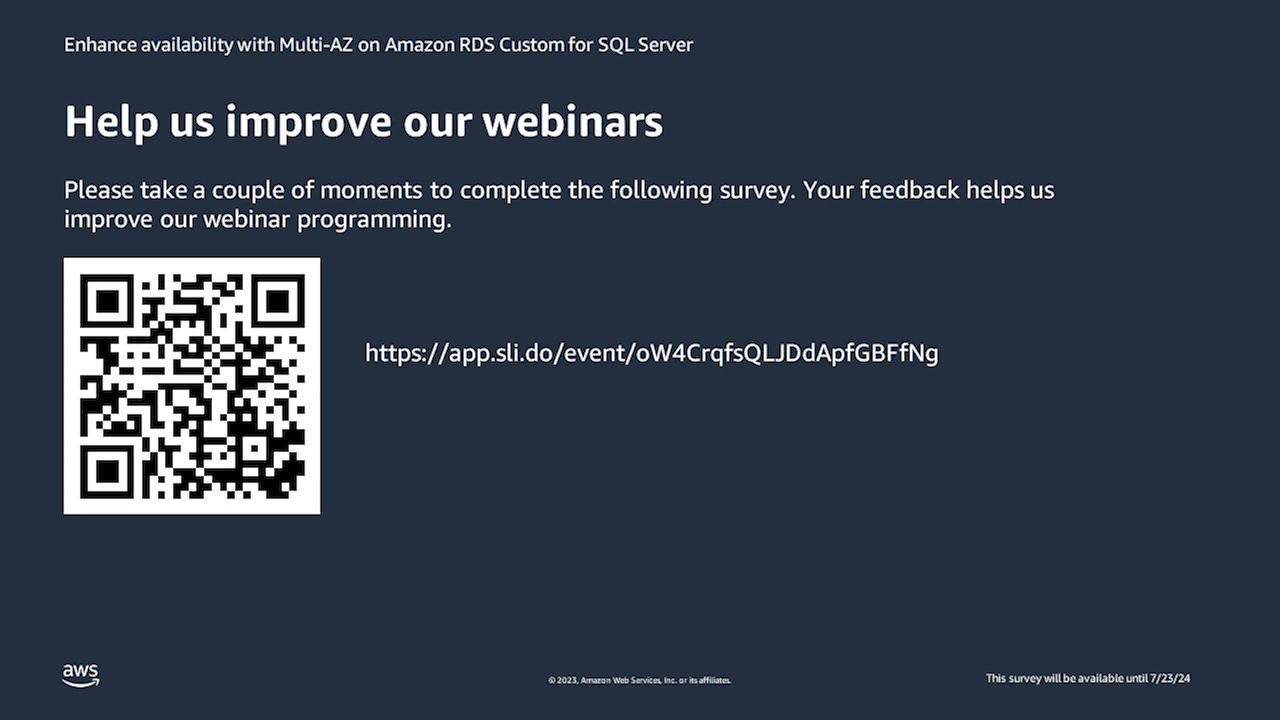 Enhance availability with Multi-AZ on Amazon RDS Custom for SQL Server
Help us improve our webinars
Please take a couple of moments to complete the following survey. Your feedback helps us
improve our webinar programming.
https://app.sli.do/event/oW4CrqfsQLJDdApfGBFfNg
aws
© 2023, Amazon Web Services, Inc. or its affiliates.
This survey will be available until 7/23/24